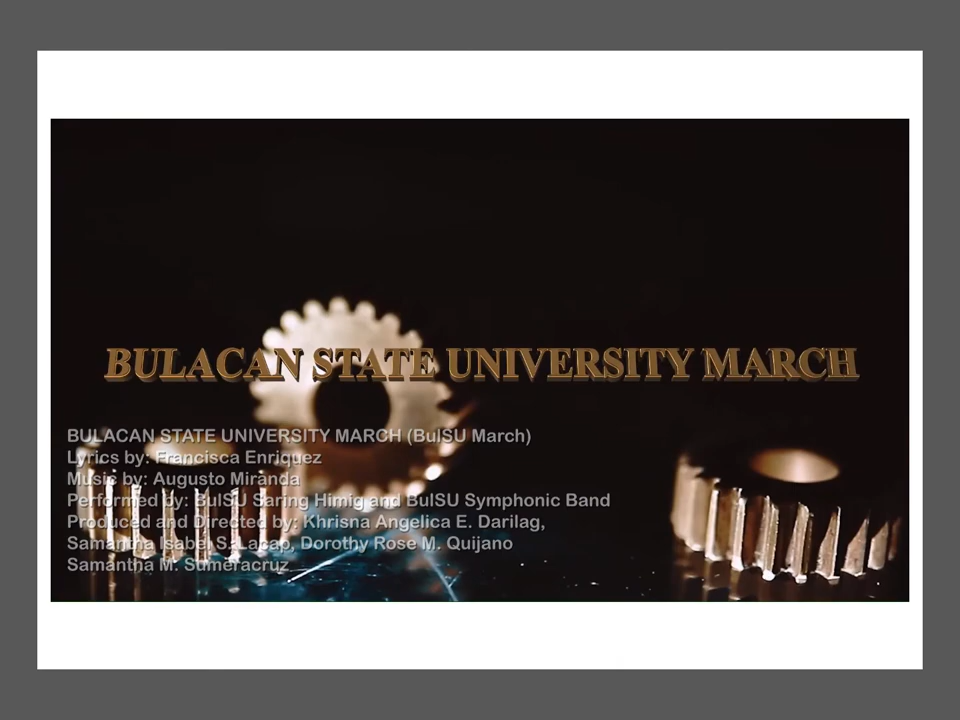 BULACAN STATE UNIVERSITY MARCH
BULACAN STATE UNIVERSITY MARCH (BulSU March)
Lyrics by: Francisca Enriquez
Music by: Augusto Miranda
Performed by: BulSU Saring Himig and BulSU Symphonic Band
Produced and Directed by: Khrisna Angelica E. Darilag,
Samantha Isabel S. Lacap, Dorothy Rose M. Quijano
Samantha M. Sumeracruz